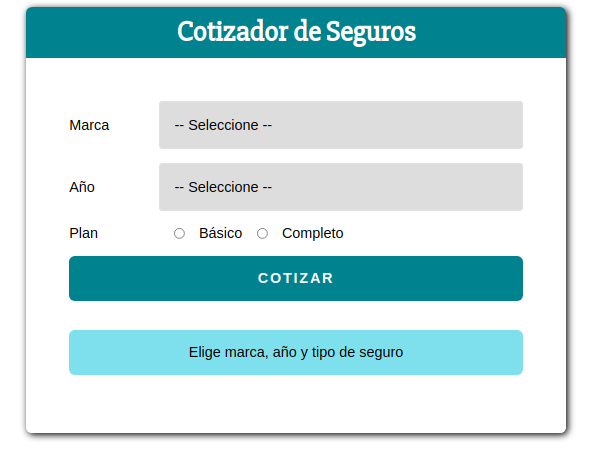 Cotizador de Seguros
Marca
-- Seleccione --
Año
-- Seleccione --
Plan Básico Completo
COTIZAR
Elige marca, año y tipo de seguro